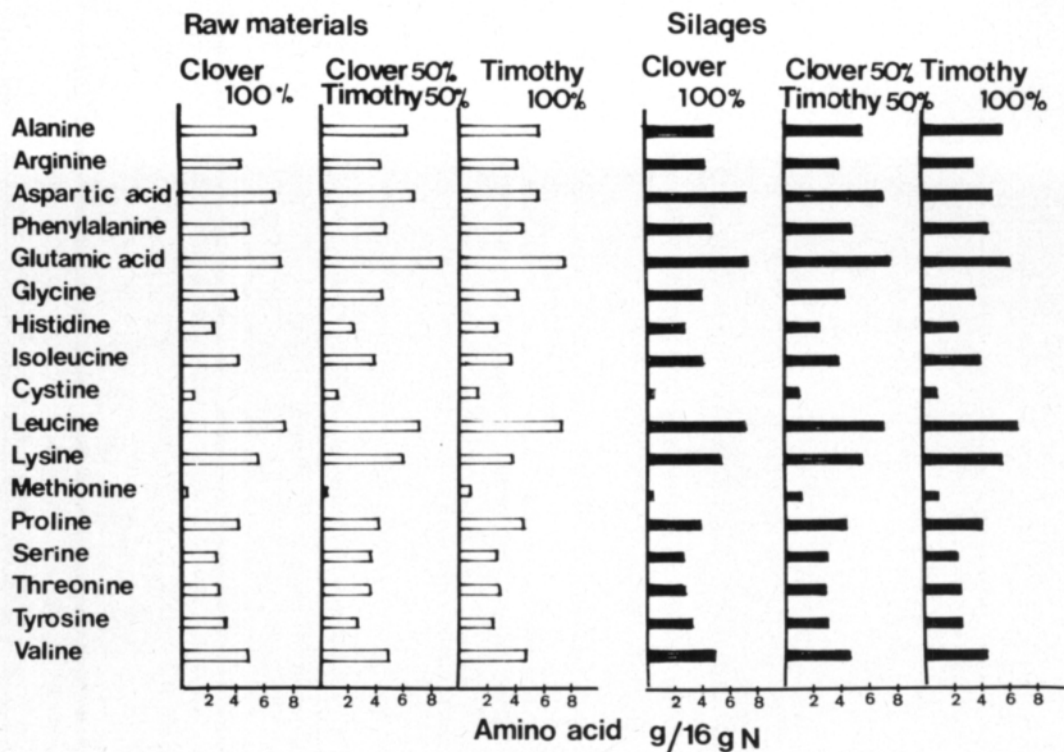 Raw materials Silages
Clover 100% Clover 50% Timothy 50% Timothy 100% Clover 100% Clover 50% Timothy 50% Timothy 100%
Alanine
Arginine
Aspartic acid
Phenylalanine
Glutamic acid
Glycine
Histidine
Isoleucine
Cystine
Leucine
Lysine
Methionine
Proline
Serine
Threonine
Tyrosine
Valine
2 4 6 8 2 4 6 8 2 4 6 8 2 4 6 8 2 4 6 8 2 4 6 8
Amino acid g/16 g N